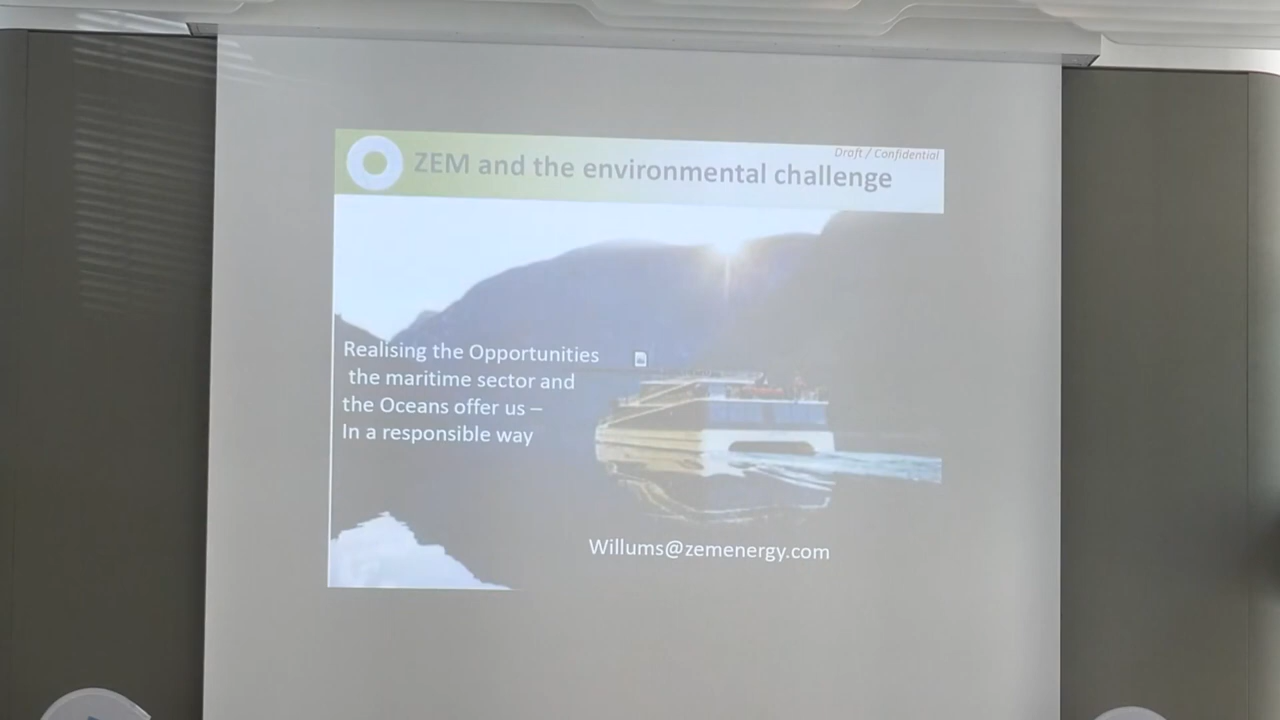 Draft / Confidential
ZEM and the environmental challenge
Realising the Opportunities
the maritime sector and
the Oceans offer us –
In a responsible way
Willums@zemenergy.com